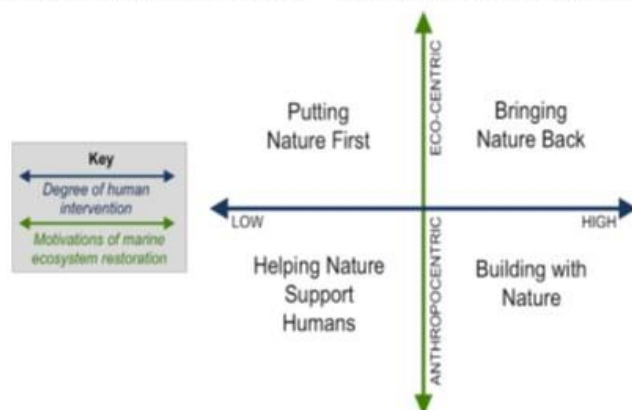 Putting
Nature First
ECO-CENTRIC
Bringing
Nature Back
Key
Degree of human
intervention
Motivations of marine
ecosystem restoration
LOW
HIGH
Helping Nature
Support
Humans
ANTHROPOCENTRIC
Building with
Nature